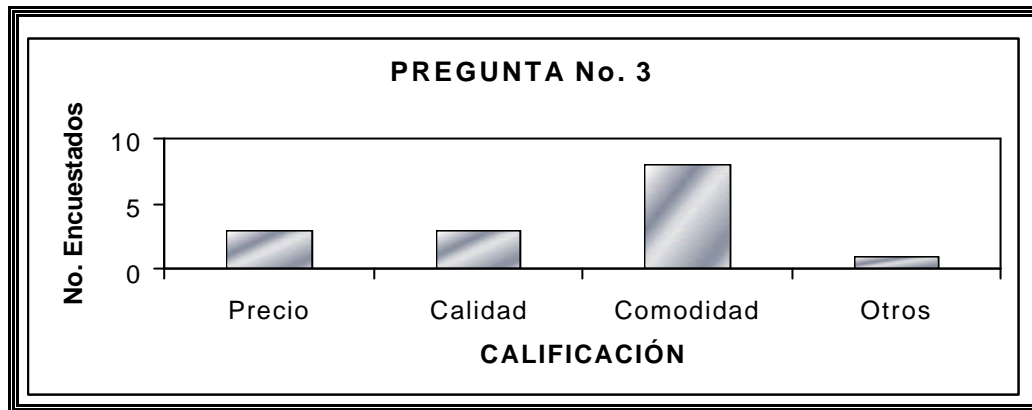 PREGUNTA No. 3
No. Encuestados
10
5
0
Precio Calidad Comodidad Otros
CALIFICACIÓN